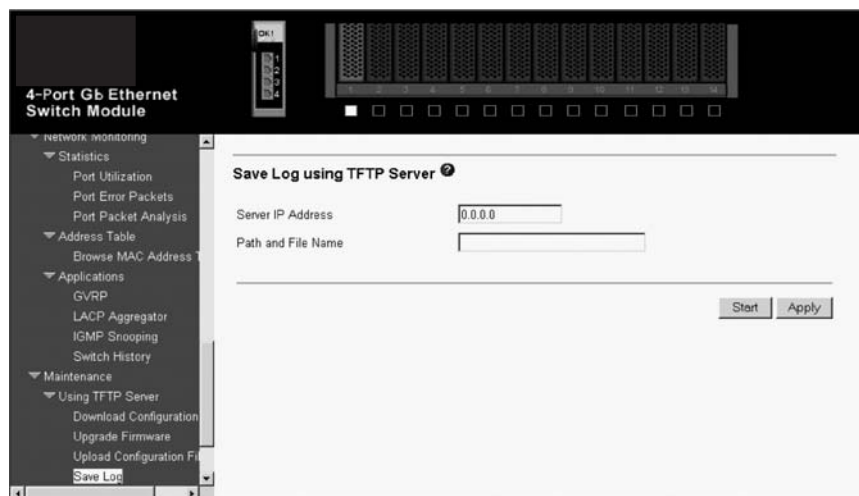 OK!
1
2
3
4
4-Port Gb Ethernet
Switch Module
1 2 3 4 5 6 7 8 9 10 11 12 13 14
Network Monitoring
Statistics
Port Utilization
Port Error Packets
Port Packet Analysis
Address Table
Browse MAC Address T
Applications
GVRP
LACP Aggregator
IGMP Snooping
Switch History
Maintenance
Using TFTP Server
Download Configuration
Upgrade Firmware
Upload Configuration Fil
Save Log
Save Log using TFTP Server ?
Server IP Address 0.0.0.0
Path and File Name
Start Apply